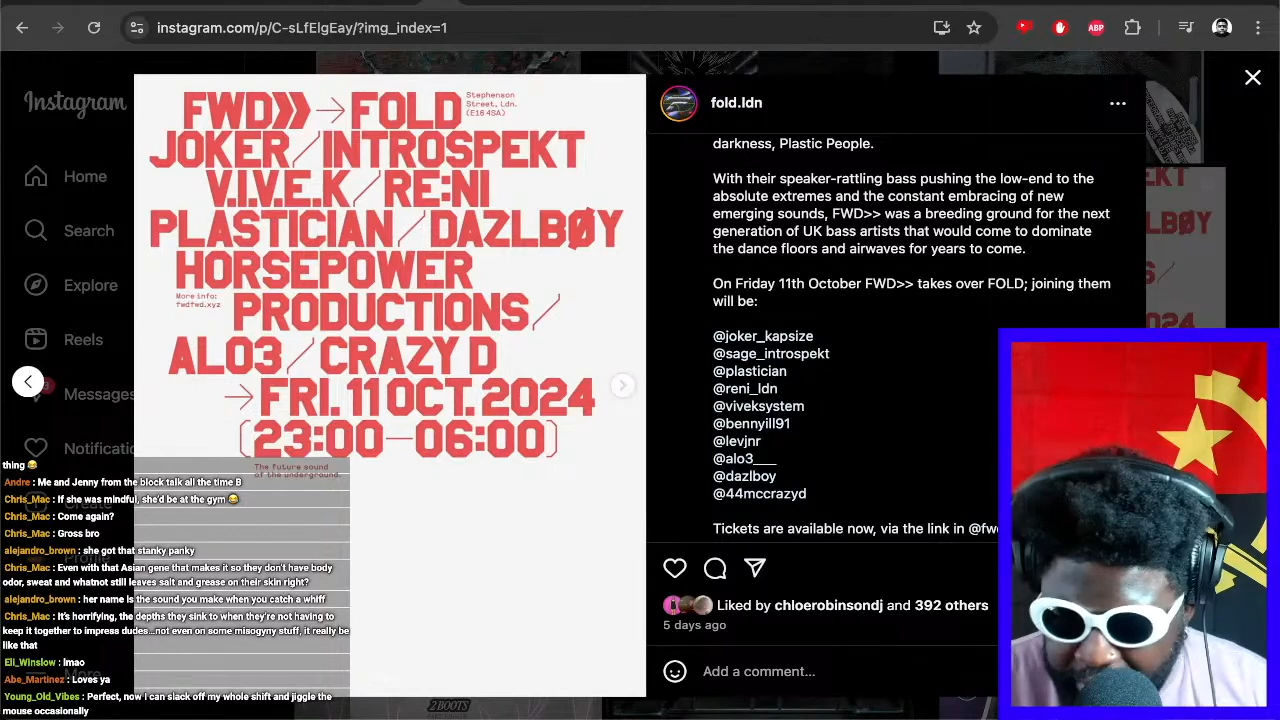 instagram.com/p/C-sLfElgEay/?img_index=1
ABP
Instagram
Home
Search
Explore
Reels
Messages
Notificatio
FWD>> → FOLD
Stephenson
Street, Ldn.
(E16 4SA)
JOKER / INTROSPEKT
V.I.V.E.K / RE:NI
PLASTICIAN / DAZLBØY
HORSEPOWER
More info:
fwdfwd.xyz
PRODUCTIONS /
ALO3 / CRAZY D
→ FRI. 11 OCT. 2024
(23:00—06:00)
The future sound
of the underground.
fold.ldn
darkness, Plastic People.
With their speaker-rattling bass pushing the low-end to the
absolute extremes and the constant embracing of new
emerging sounds, FWD>> was a breeding ground for the next
generation of UK bass artists that would come to dominate
the dance floors and airwaves for years to come.
On Friday 11th October FWD>> takes over FOLD; joining them
will be:
@joker_kapsize
@sage_introspekt
@plastician
@reni_ldn
@viveksystem
@bennyill91
@levjnr
@alo3___
@dazlboy
@44mccrazyd
Tickets are available now, via the link in @fw
Liked by chloerobinsondj and 392 others
5 days ago
Add a comment...
thing 😂
Andre : Me and Jenny from the block talk all the time B
Chris_Mac : If she was mindful, she'd be at the gym 😂
Chris_Mac : Come again?
Chris_Mac : Gross bro
alejandro_brown : she got that stanky panky
Chris_Mac : Even with that Asian gene that makes it so they don't have body
odor, sweat and whatnot still leaves salt and grease on their skin right?
alejandro_brown : her name is the sound you make when you catch a whiff
Chris_Mac : It's horrifying, the depths they sink to when they're not having to
keep it together to impress dudes...not even on some misogyny stuff, it really be
like that
Eli_Winslow : lmao
Abe_Martinez : Loves ya
Young_Old_Vibes : Perfect, now I can slack off my whole shift and jiggle the
mouse occasionally
2BOOTS